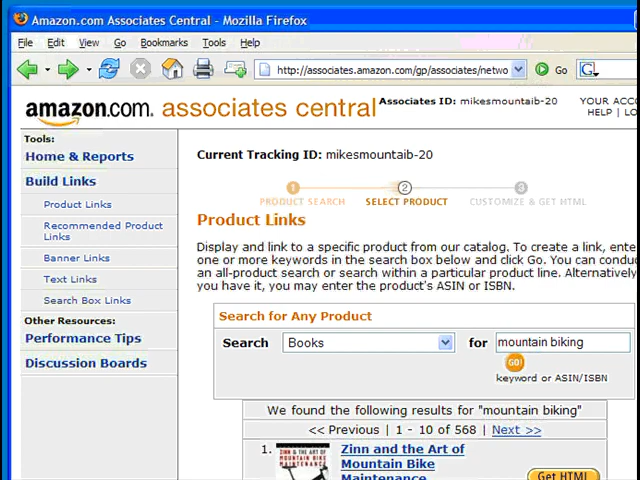 Amazon.com Associates Central - Mozilla Firefox
File Edit View Go Bookmarks Tools Help
http://associates.amazon.com/gp/associates/netwo Go G
amazon.com. associates central Associates ID: mikesmountaib-20 YOUR ACC
HELP | LO
Tools:
Home & Reports
Build Links
Product Links
Recommended Product
Links
Banner Links
Text Links
Search Box Links
Other Resources:
Performance Tips
Discussion Boards
Current Tracking ID: mikesmountaib-20
1 2 3
PRODUCT SEARCH SELECT PRODUCT CUSTOMIZE & GET HTML
Product Links
Display and link to a specific product from our catalog. To create a link, ente
one or more keywords in the search box below and click Go. You can conduc
an all-product search or search within a particular product line. Alternatively
you have it, you may enter the product's ASIN or ISBN.
Search for Any Product
Search Books for mountain biking
GO!
keyword or ASIN/ISBN
We found the following results for "mountain biking"
<< Previous | 1 - 10 of 568 | Next >>
1. Zinn and the Art of
Mountain Bike
Maintenance
ZINN & THE ART OF
MOUNTAIN BIKE
MAINTENANCE
Get HTML